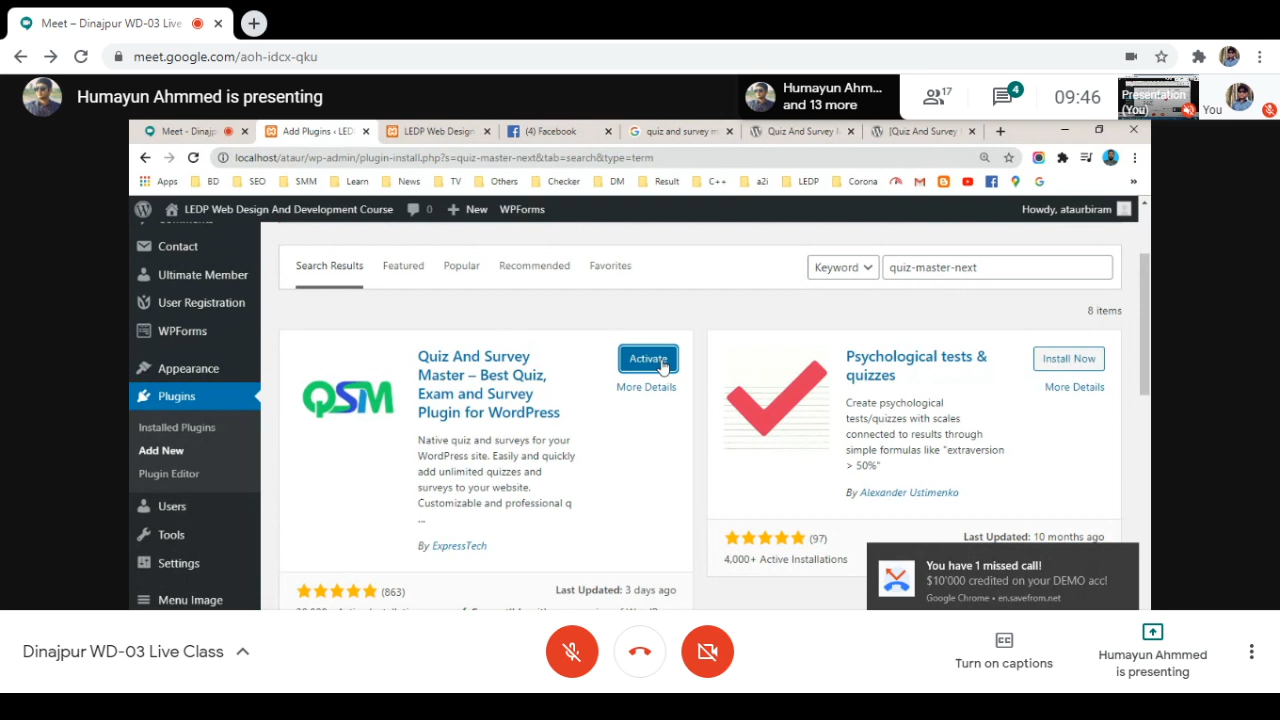 Meet – Dinajpur WD-03 Live
meet.google.com/aoh-idcx-qku
Humayun Ahmmed is presenting
Humayun Ahm...
and 13 more
17
4
09:46
Presentation
(You)
You
Meet - Dinajp
Add Plugins ‹ LED
LEDP Web Design
(4) Facebook
quiz and survey m
Quiz And Survey
[Quiz And Survey
localhost/ataur/wp-admin/plugin-install.php?s=quiz-master-next&tab=search&type=term
Apps BD SEO SMM Learn News TV Others Checker DM Result C++ a2i LEDP Corona »
LEDP Web Design And Development Course 0 New WPForms Howdy, ataurbiram
Contact
Ultimate Member
User Registration
WPForms
Appearance
Plugins
Installed Plugins
Add New
Plugin Editor
Users
Tools
Settings
Menu Image
Search Results Featured Popular Recommended Favorites
Keyword quiz-master-next
8 items
QSM
Quiz And Survey
Master – Best Quiz,
Exam and Survey
Plugin for WordPress
Activate
More Details
Native quiz and surveys for your
WordPress site. Easily and quickly
add unlimited quizzes and
surveys to your website.
Customizable and professional q
...
By ExpressTech
(863)
Last Updated: 3 days ago
Psychological tests &
quizzes
Install Now
More Details
Create psychological
tests/quizzes with scales
connected to results through
simple formulas like "extraversion
> 50%"
By Alexander Ustimenko
(97)
Last Updated: 10 months ago
4,000+ Active Installations
You have 1 missed call!
$10'000 credited on your DEMO acc!
Google Chrome • en.savefrom.net
Dinajpur WD-03 Live Class
Turn on captions
Humayun Ahmmed
is presenting